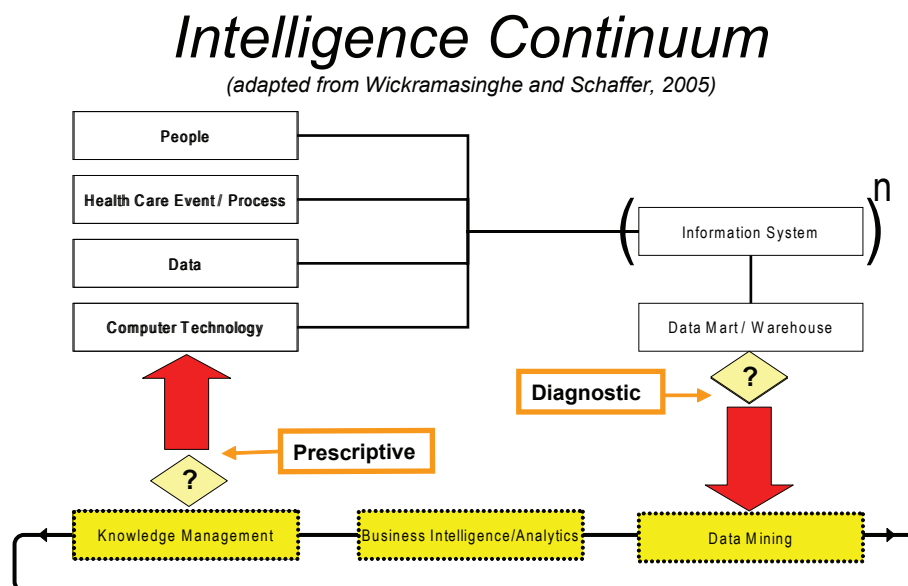 Intelligence Continuum
(adapted from Wickramasinghe and Schaffer, 2005)
People
Health Care Event / Process
Data
Computer Technology
( Information System )n
Data Mart / Warehouse
?
Diagnostic
Prescriptive
?
Knowledge Management
Business Intelligence/Analytics
Data Mining